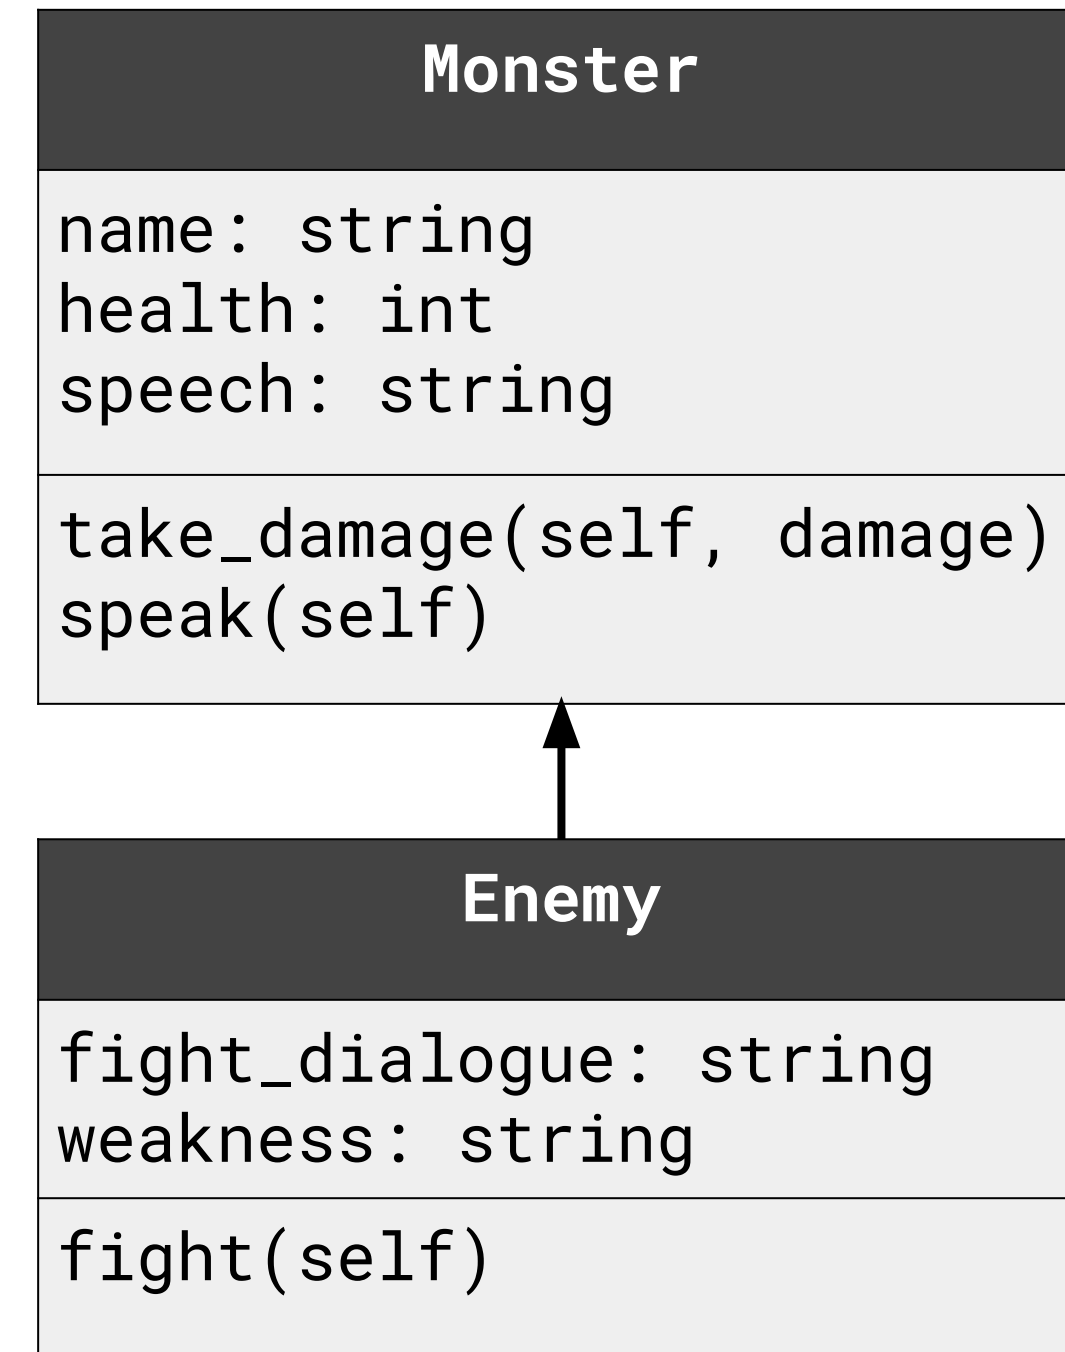 Monster
name: string
health: int
speech: string
take_damage(self, damage)
speak(self)
Enemy
fight_dialogue: string
weakness: string
fight(self)